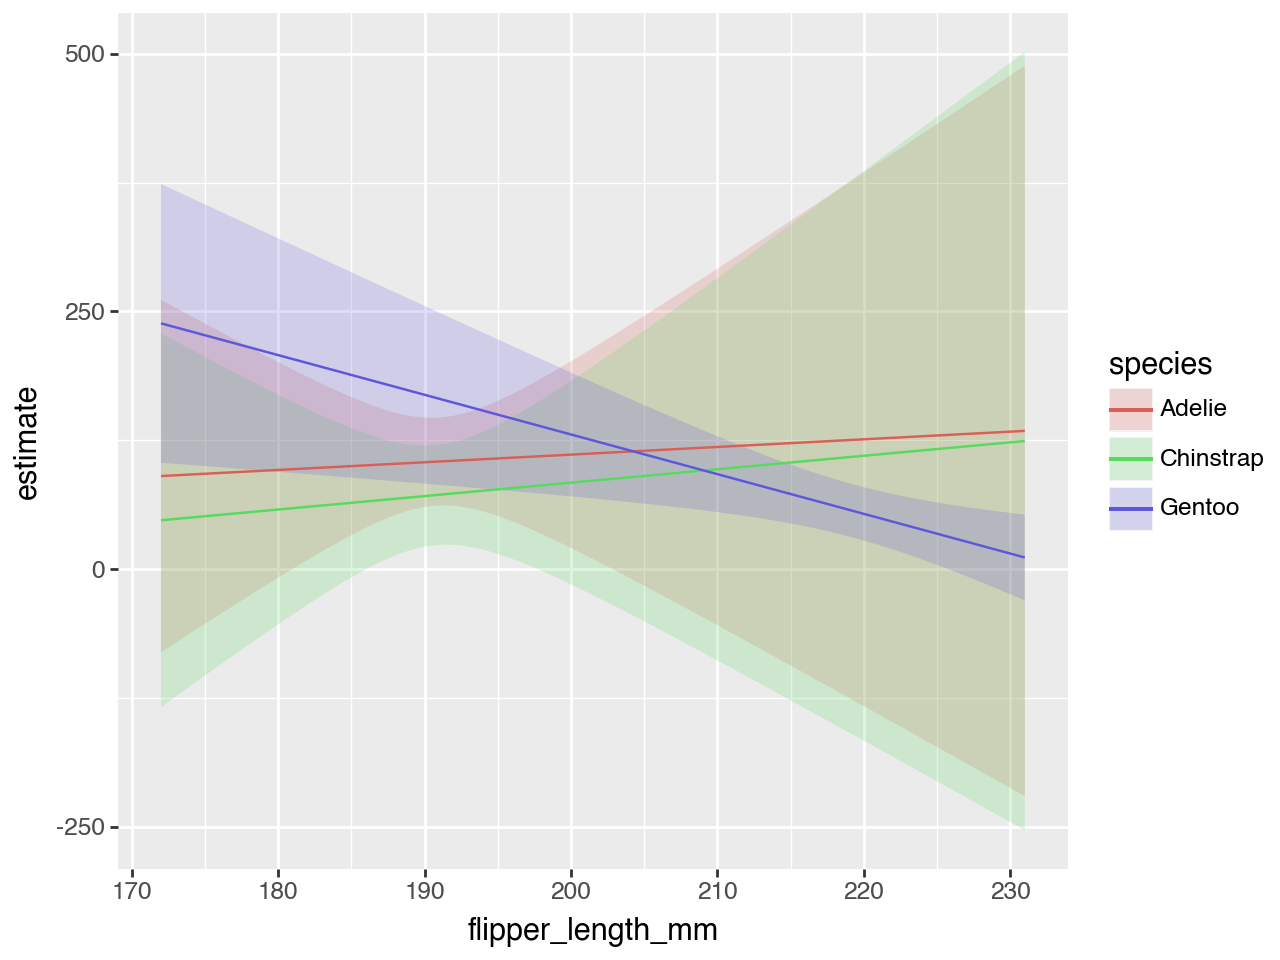 500
250
0
-250
estimate
170 180 190 200 210 220 230
flipper_length_mm
species
Adelie
Chinstrap
Gentoo